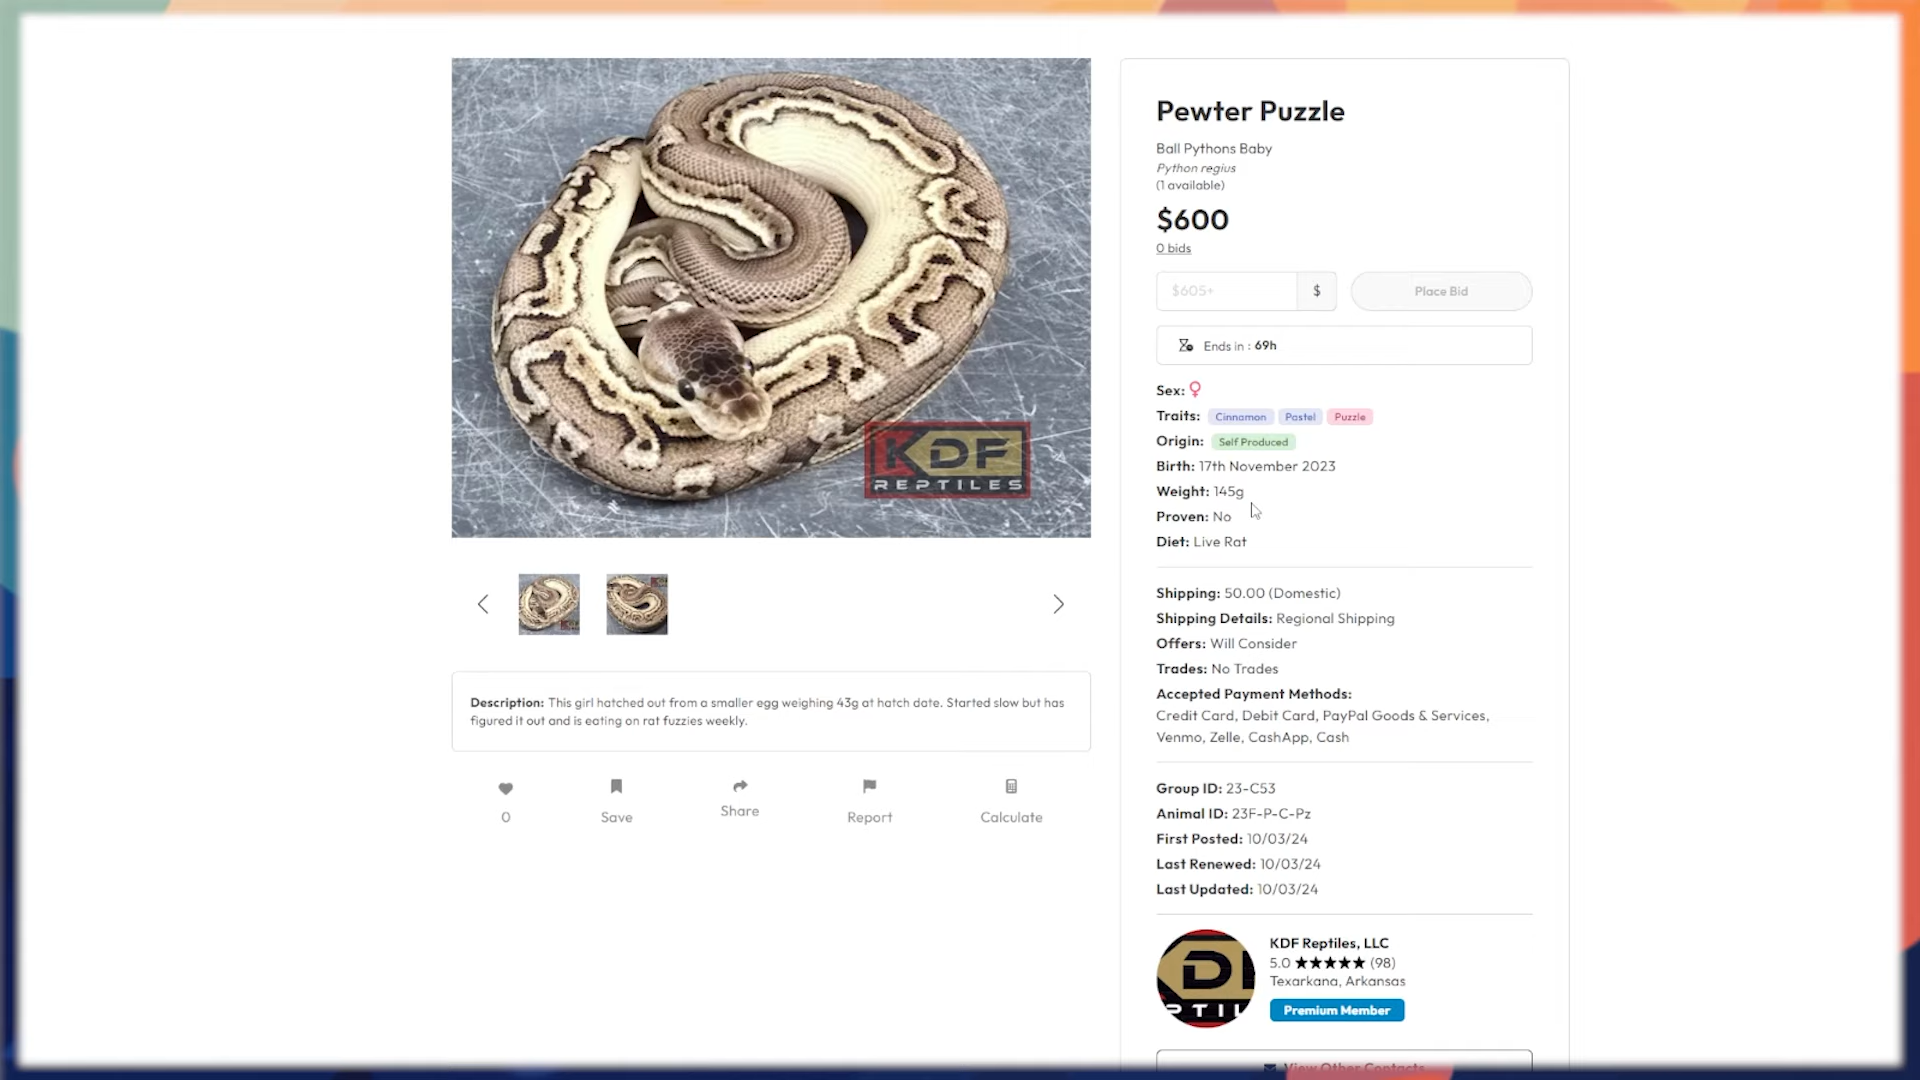 KDF
REPTILES
Description: This girl hatched out from a smaller egg weighing 43g at hatch date. Started slow but has
figured it out and is eating on rat fuzzies weekly.
0
Save
Share
Report
Calculate
Pewter Puzzle
Ball Pythons Baby
Python regius
(1 available)
$600
0 bids
$605+
$
Place Bid
Ends in : 69h
Sex: ♀
Traits: Cinnamon Pastel Puzzle
Origin: Self Produced
Birth: 17th November 2023
Weight: 145g
Proven: No
Diet: Live Rat
Shipping: 50.00 (Domestic)
Shipping Details: Regional Shipping
Offers: Will Consider
Trades: No Trades
Accepted Payment Methods:
Credit Card, Debit Card, PayPal Goods & Services,
Venmo, Zelle, CashApp, Cash
Group ID: 23-C53
Animal ID: 23F-P-C-Pz
First Posted: 10/03/24
Last Renewed: 10/03/24
Last Updated: 10/03/24
KDF Reptiles, LLC
5.0 ★★★★★ (98)
Texarkana, Arkansas
Premium Member
View Other Contacts